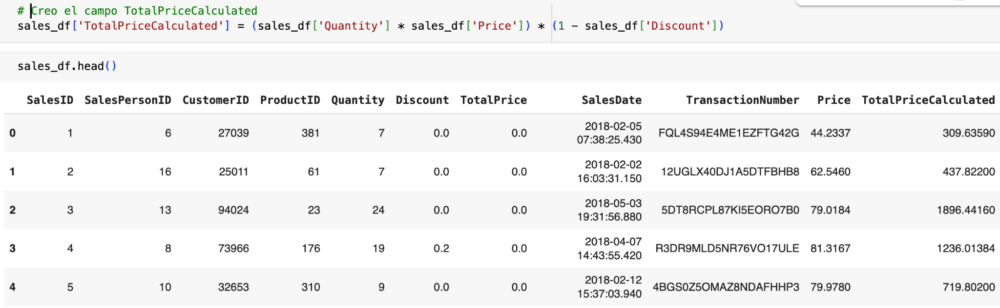 # Creo el campo TotalPriceCalculated
sales_df['TotalPriceCalculated'] = (sales_df['Quantity'] * sales_df['Price']) * (1 - sales_df['Discount'])
sales_df.head()
SalesID SalesPersonID CustomerID ProductID Quantity Discount TotalPrice SalesDate TransactionNumber Price TotalPriceCalculated
0 1 6 27039 381 7 0.0 0.0 2018-02-05 07:38:25.430 FQL4S94E4ME1EZFTG42G 44.2337 309.63590
1 2 16 25011 61 7 0.0 0.0 2018-02-02 16:03:31.150 12UGLX40DJ1A5DTFBHB8 62.5460 437.82200
2 3 13 94024 23 24 0.0 0.0 2018-05-03 19:31:56.880 5DT8RCPL87KI5EORO7B0 79.0184 1896.44160
3 4 8 73966 176 19 0.2 0.0 2018-04-07 14:43:55.420 R3DR9MLD5NR76VO17ULE 81.3167 1236.01384
4 5 10 32653 310 9 0.0 0.0 2018-02-12 15:37:03.940 4BGS0Z5OMAZ8NDAFHHP3 79.9780 719.80200